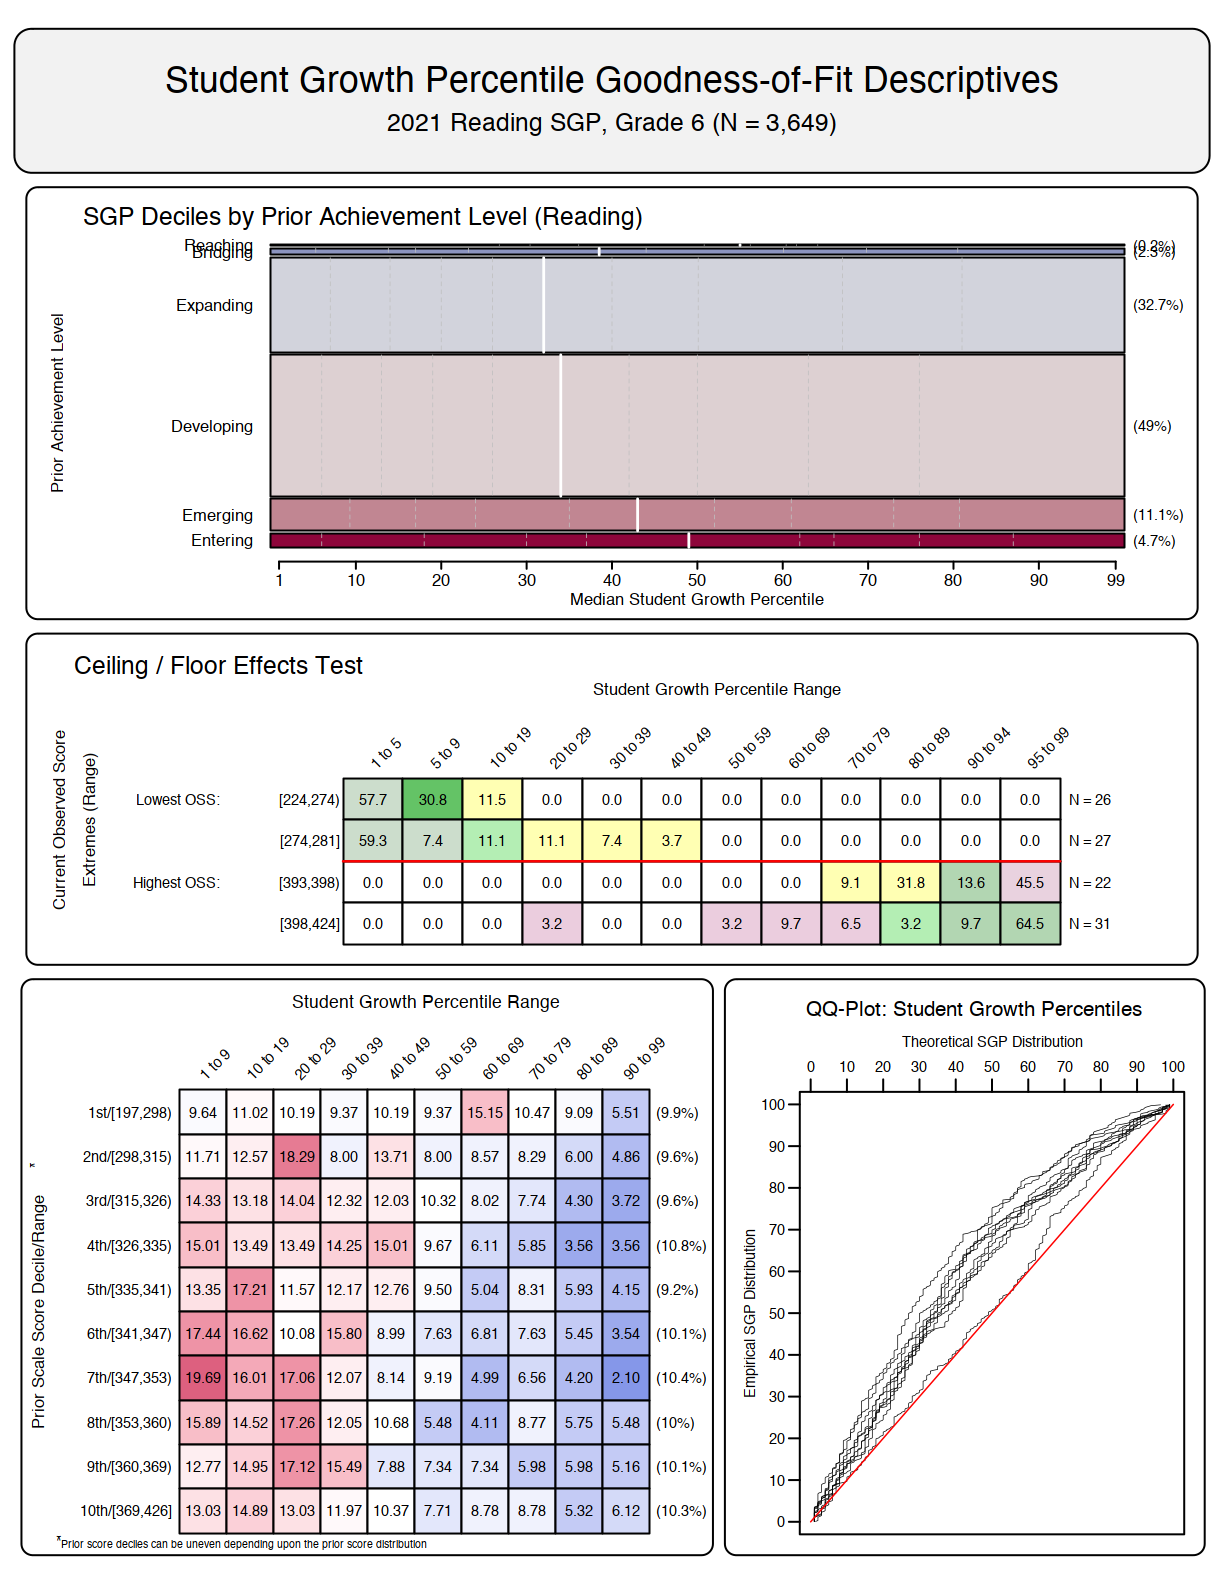 Student Growth Percentile Goodness-of-Fit Descriptives
2021 Reading SGP, Grade 6 (N = 3,649)
SGP Deciles by Prior Achievement Level (Reading)
Prior Achievement Level
Reaching (0.2%)
Bridging (2.3%)
Expanding (32.7%)
Developing (49%)
Emerging (11.1%)
Entering (4.7%)
1 10 20 30 40 50 60 70 80 90 99
Median Student Growth Percentile
Ceiling / Floor Effects Test
Student Growth Percentile Range
Current Observed Score
Extremes (Range)
1 to 5 5 to 9 10 to 19 20 to 29 30 to 39 40 to 49 50 to 59 60 to 69 70 to 79 80 to 89 90 to 94 95 to 99
Lowest OSS: [224,274) 57.7 30.8 11.5 0.0 0.0 0.0 0.0 0.0 0.0 0.0 0.0 0.0 N = 26
[274,281] 59.3 7.4 11.1 11.1 7.4 3.7 0.0 0.0 0.0 0.0 0.0 0.0 N = 27
Highest OSS: [393,398) 0.0 0.0 0.0 0.0 0.0 0.0 0.0 0.0 9.1 31.8 13.6 45.5 N = 22
[398,424] 0.0 0.0 0.0 3.2 0.0 0.0 3.2 9.7 6.5 3.2 9.7 64.5 N = 31
Student Growth Percentile Range
Prior Scale Score Decile/Range *
1 to 9 10 to 19 20 to 29 30 to 39 40 to 49 50 to 59 60 to 69 70 to 79 80 to 89 90 to 99
1st/[197,298) 9.64 11.02 10.19 9.37 10.19 9.37 15.15 10.47 9.09 5.51 (9.9%)
2nd/[298,315) 11.71 12.57 18.29 8.00 13.71 8.00 8.57 8.29 6.00 4.86 (9.6%)
3rd/[315,326) 14.33 13.18 14.04 12.32 12.03 10.32 8.02 7.74 4.30 3.72 (9.6%)
4th/[326,335) 15.01 13.49 13.49 14.25 15.01 9.67 6.11 5.85 3.56 3.56 (10.8%)
5th/[335,341) 13.35 17.21 11.57 12.17 12.76 9.50 5.04 8.31 5.93 4.15 (9.2%)
6th/[341,347) 17.44 16.62 10.08 15.80 8.99 7.63 6.81 7.63 5.45 3.54 (10.1%)
7th/[347,353) 19.69 16.01 17.06 12.07 8.14 9.19 4.99 6.56 4.20 2.10 (10.4%)
8th/[353,360) 15.89 14.52 17.26 12.05 10.68 5.48 4.11 8.77 5.75 5.48 (10%)
9th/[360,369) 12.77 14.95 17.12 15.49 7.88 7.34 7.34 5.98 5.98 5.16 (10.1%)
10th/[369,426] 13.03 14.89 13.03 11.97 10.37 7.71 8.78 8.78 5.32 6.12 (10.3%)
*Prior score deciles can be uneven depending upon the prior score distribution
QQ-Plot: Student Growth Percentiles
Theoretical SGP Distribution
0 10 20 30 40 50 60 70 80 90 100
Empirical SGP Distribution
100
90
80
70
60
50
40
30
20
10
0